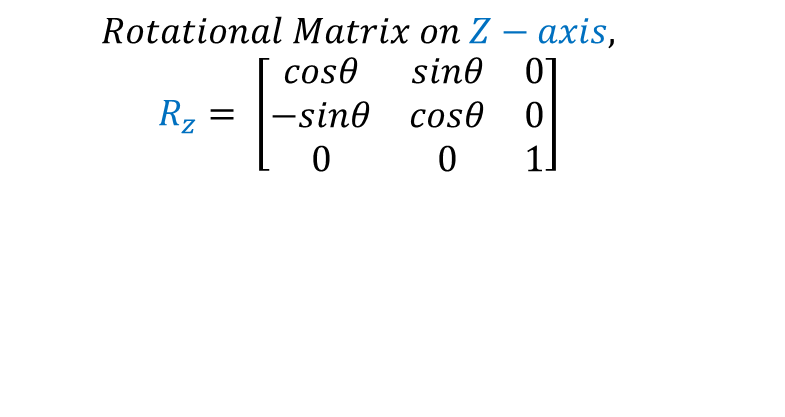 Rotational Matrix on Z − axis,
cosθ sinθ 0
R_z = −sinθ cosθ 0
0 0 1